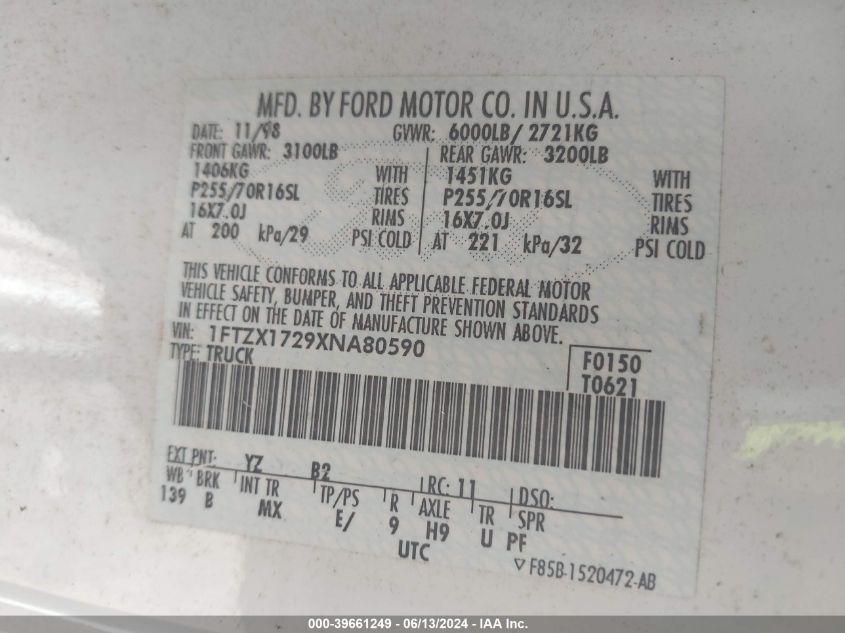 MFD. BY FORD MOTOR CO. IN U.S.A.
DATE: 11/98 GVWR: 6000LB/ 2721KG
FRONT GAWR: 3100LB REAR GAWR: 3200LB
1406KG WITH 1451KG WITH
P255/70R16SL TIRES P255/70R16SL TIRES
16X7.0J RIMS 16X7.0J RIMS
AT 200 kPa/29 PSI COLD AT 221 kPa/32 PSI COLD
THIS VEHICLE CONFORMS TO ALL APPLICABLE FEDERAL MOTOR
VEHICLE SAFETY, BUMPER, AND THEFT PREVENTION STANDARDS
IN EFFECT ON THE DATE OF MANUFACTURE SHOWN ABOVE.
VIN: 1FTZX1729XNA80590
TYPE: TRUCK
F0150
T0621
EXT PNT: YZ B2 RC: 11 DSO:
WB BRK INT TR TP/PS R AXLE TR SPR
139 B MX E/ 9 H9 U PF
UTC
▽F85B-1520472-AB
000-39661249 - 06/13/2024 - IAA Inc.